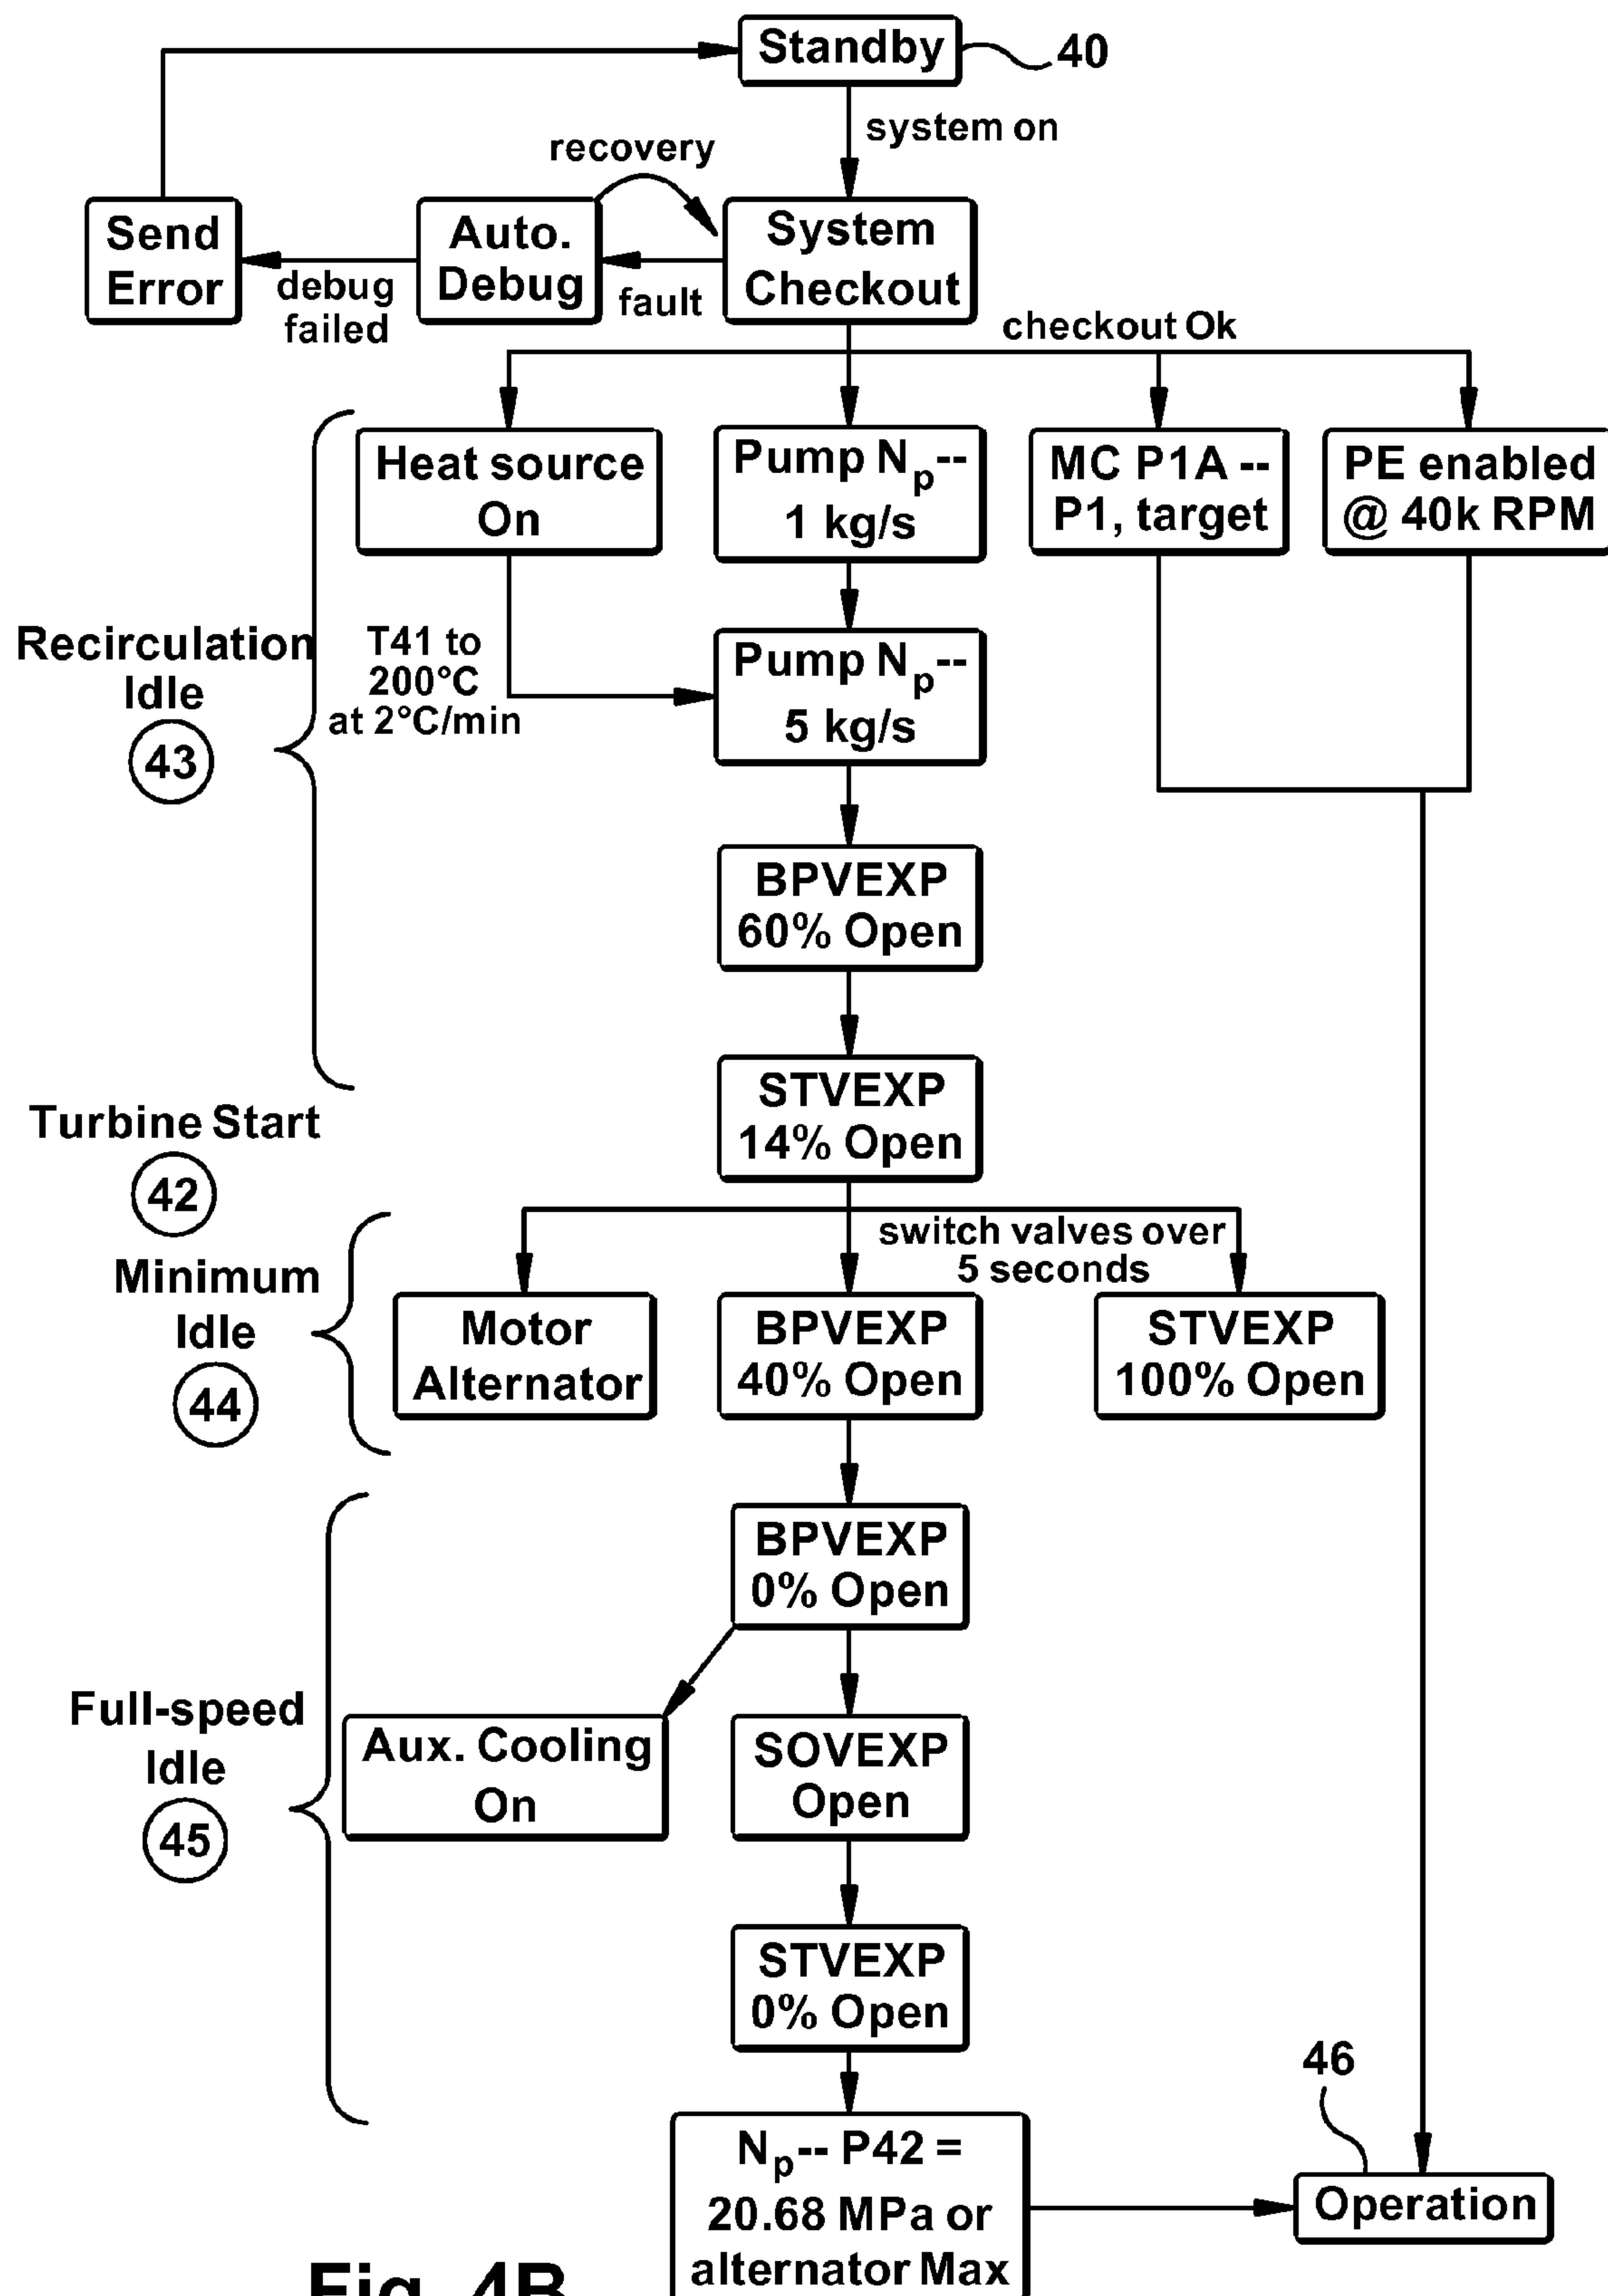 Standby
40
system on
recovery
Send
Error
debug
failed
Auto.
Debug
fault
System
Checkout
checkout Ok
Heat source
On
Pump Np--
1 kg/s
MC P1A --
P1, target
PE enabled
@ 40k RPM
Recirculation
Idle
43
T41 to
200°C
at 2°C/min
Pump Np--
5 kg/s
BPVEXP
60% Open
STVEXP
14% Open
Turbine Start
42
switch valves over
5 seconds
Minimum
Idle
44
Motor
Alternator
BPVEXP
40% Open
STVEXP
100% Open
BPVEXP
0% Open
Full-speed
Idle
45
Aux. Cooling
On
SOVEXP
Open
STVEXP
0% Open
46
Np-- P42 =
20.68 MPa or
alternator Max
Operation
Fig. 4B